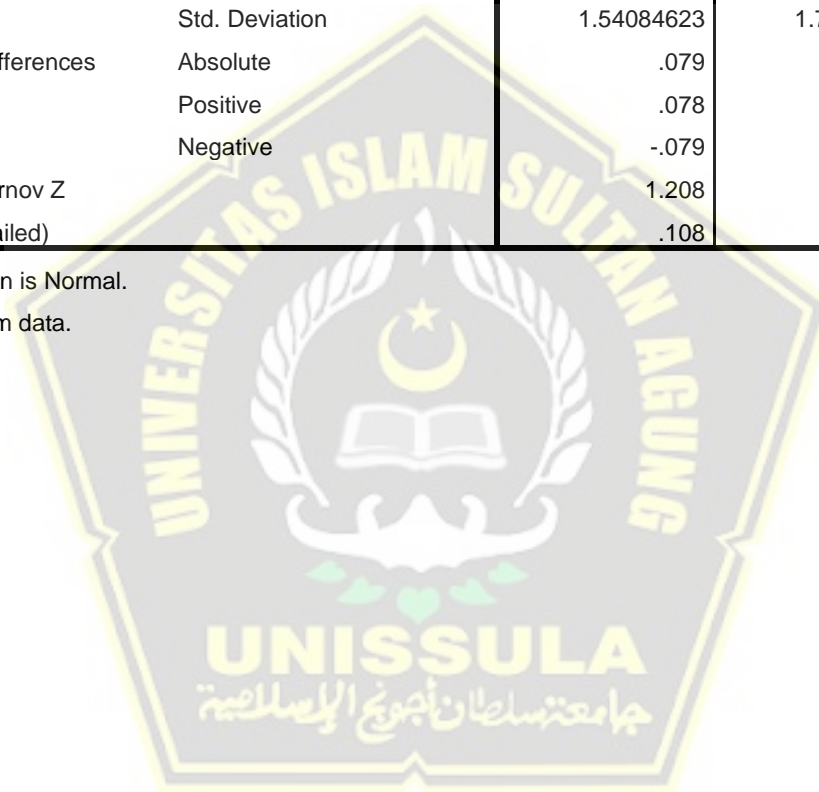 Std. Deviation 1.54084623 1.7
fferences Absolute .079
Positive .078
Negative -.079
rnov Z 1.208
ailed) .108
n is Normal.
m data.
UNIVERSITAS ISLAM SULTAN AGUNG
UNISSULA
جامعة سلطان أجونج الإسلامية